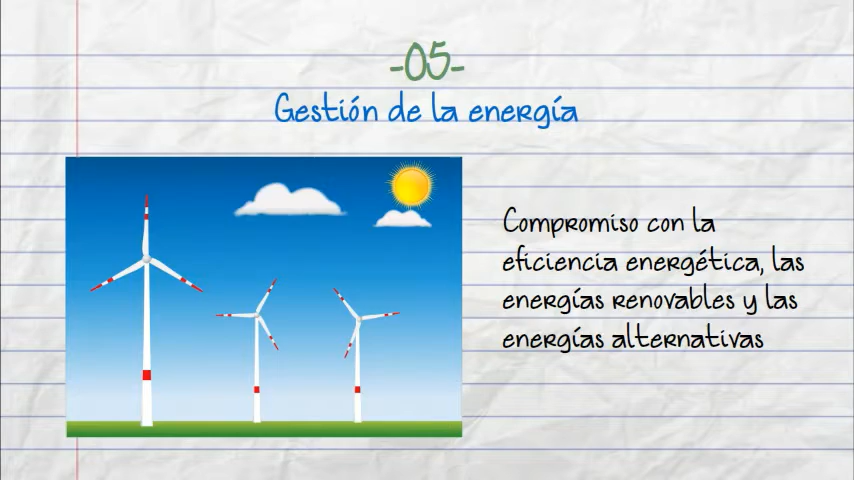 -05-
Gestión de la energía
Compromiso con la
eficiencia energética, las
energías renovables y las
energías alternativas